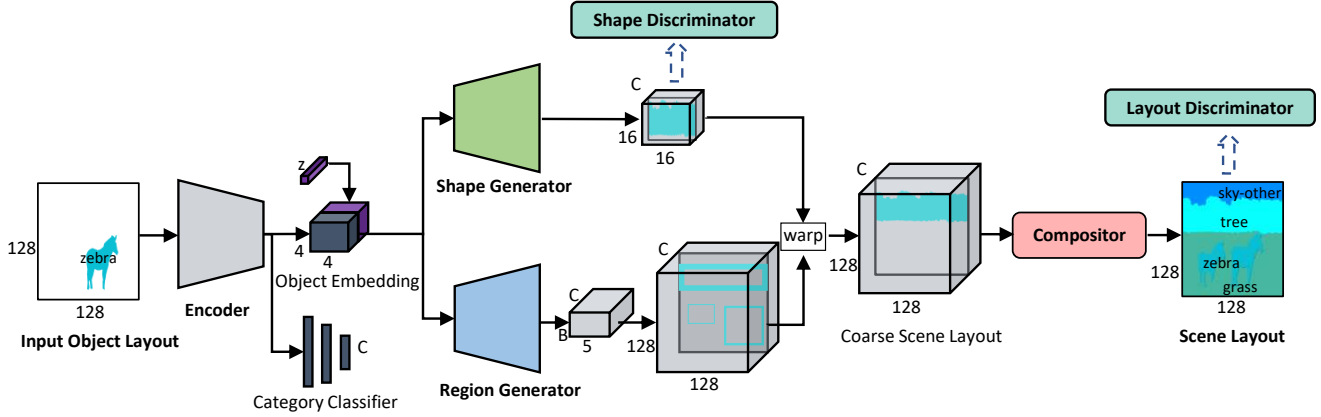 Shape Discriminator
C
16
16
Shape Generator
Layout Discriminator
z
4
4
Object Embedding
zebra
128
128
Input Object Layout
Encoder
C
Category Classifier
C
B
5
Region Generator
C
128
128
warp
C
128
128
Coarse Scene Layout
Compositor
sky-other
tree
zebra
grass
128
128
Scene Layout